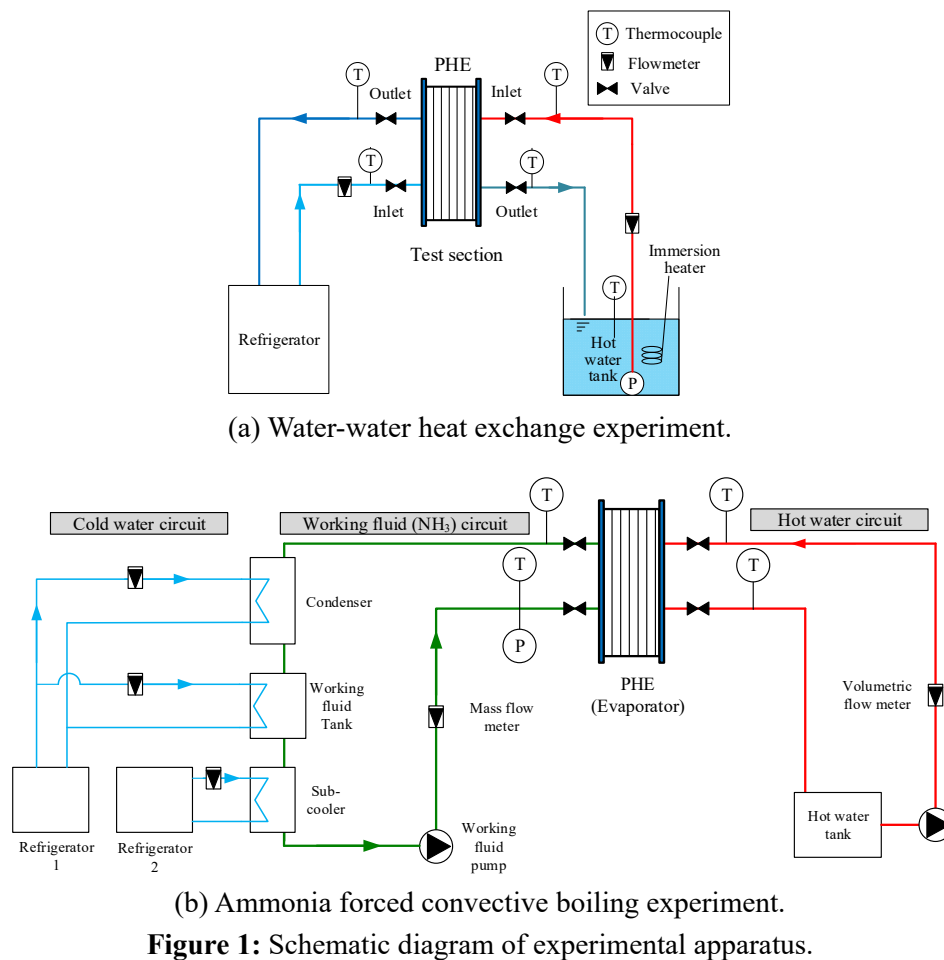 T
Thermocouple
Flowmeter
Valve
PHE
T
Outlet
Inlet
T
T
Inlet
T
Outlet
Test section
Refrigerator
Immersion
heater
T
Hot
water
tank
P
(a) Water-water heat exchange experiment.
Cold water circuit
Working fluid (NH₃) circuit
Hot water circuit
T
T
T
T
P
Condenser
Working
fluid
Tank
Sub-
cooler
Mass flow
meter
PHE
(Evaporator)
Volumetric
flow meter
Hot water
tank
Refrigerator
1
Refrigerator
2
Working
fluid
pump
(b) Ammonia forced convective boiling experiment.
Figure 1: Schematic diagram of experimental apparatus.